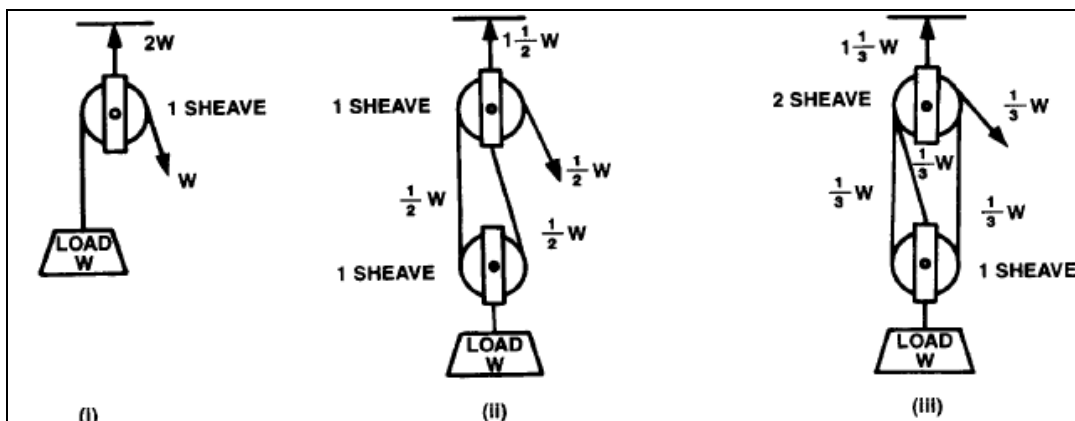 2W
1 SHEAVE
W
LOAD
W
(i)
1 1/2 W
1 SHEAVE
1/2 W
1/2 W
1/2 W
1 SHEAVE
LOAD
W
(ii)
1 1/3 W
2 SHEAVE
1/3 W
1/3 W
1/3 W
1/3 W
1 SHEAVE
LOAD
W
(iii)